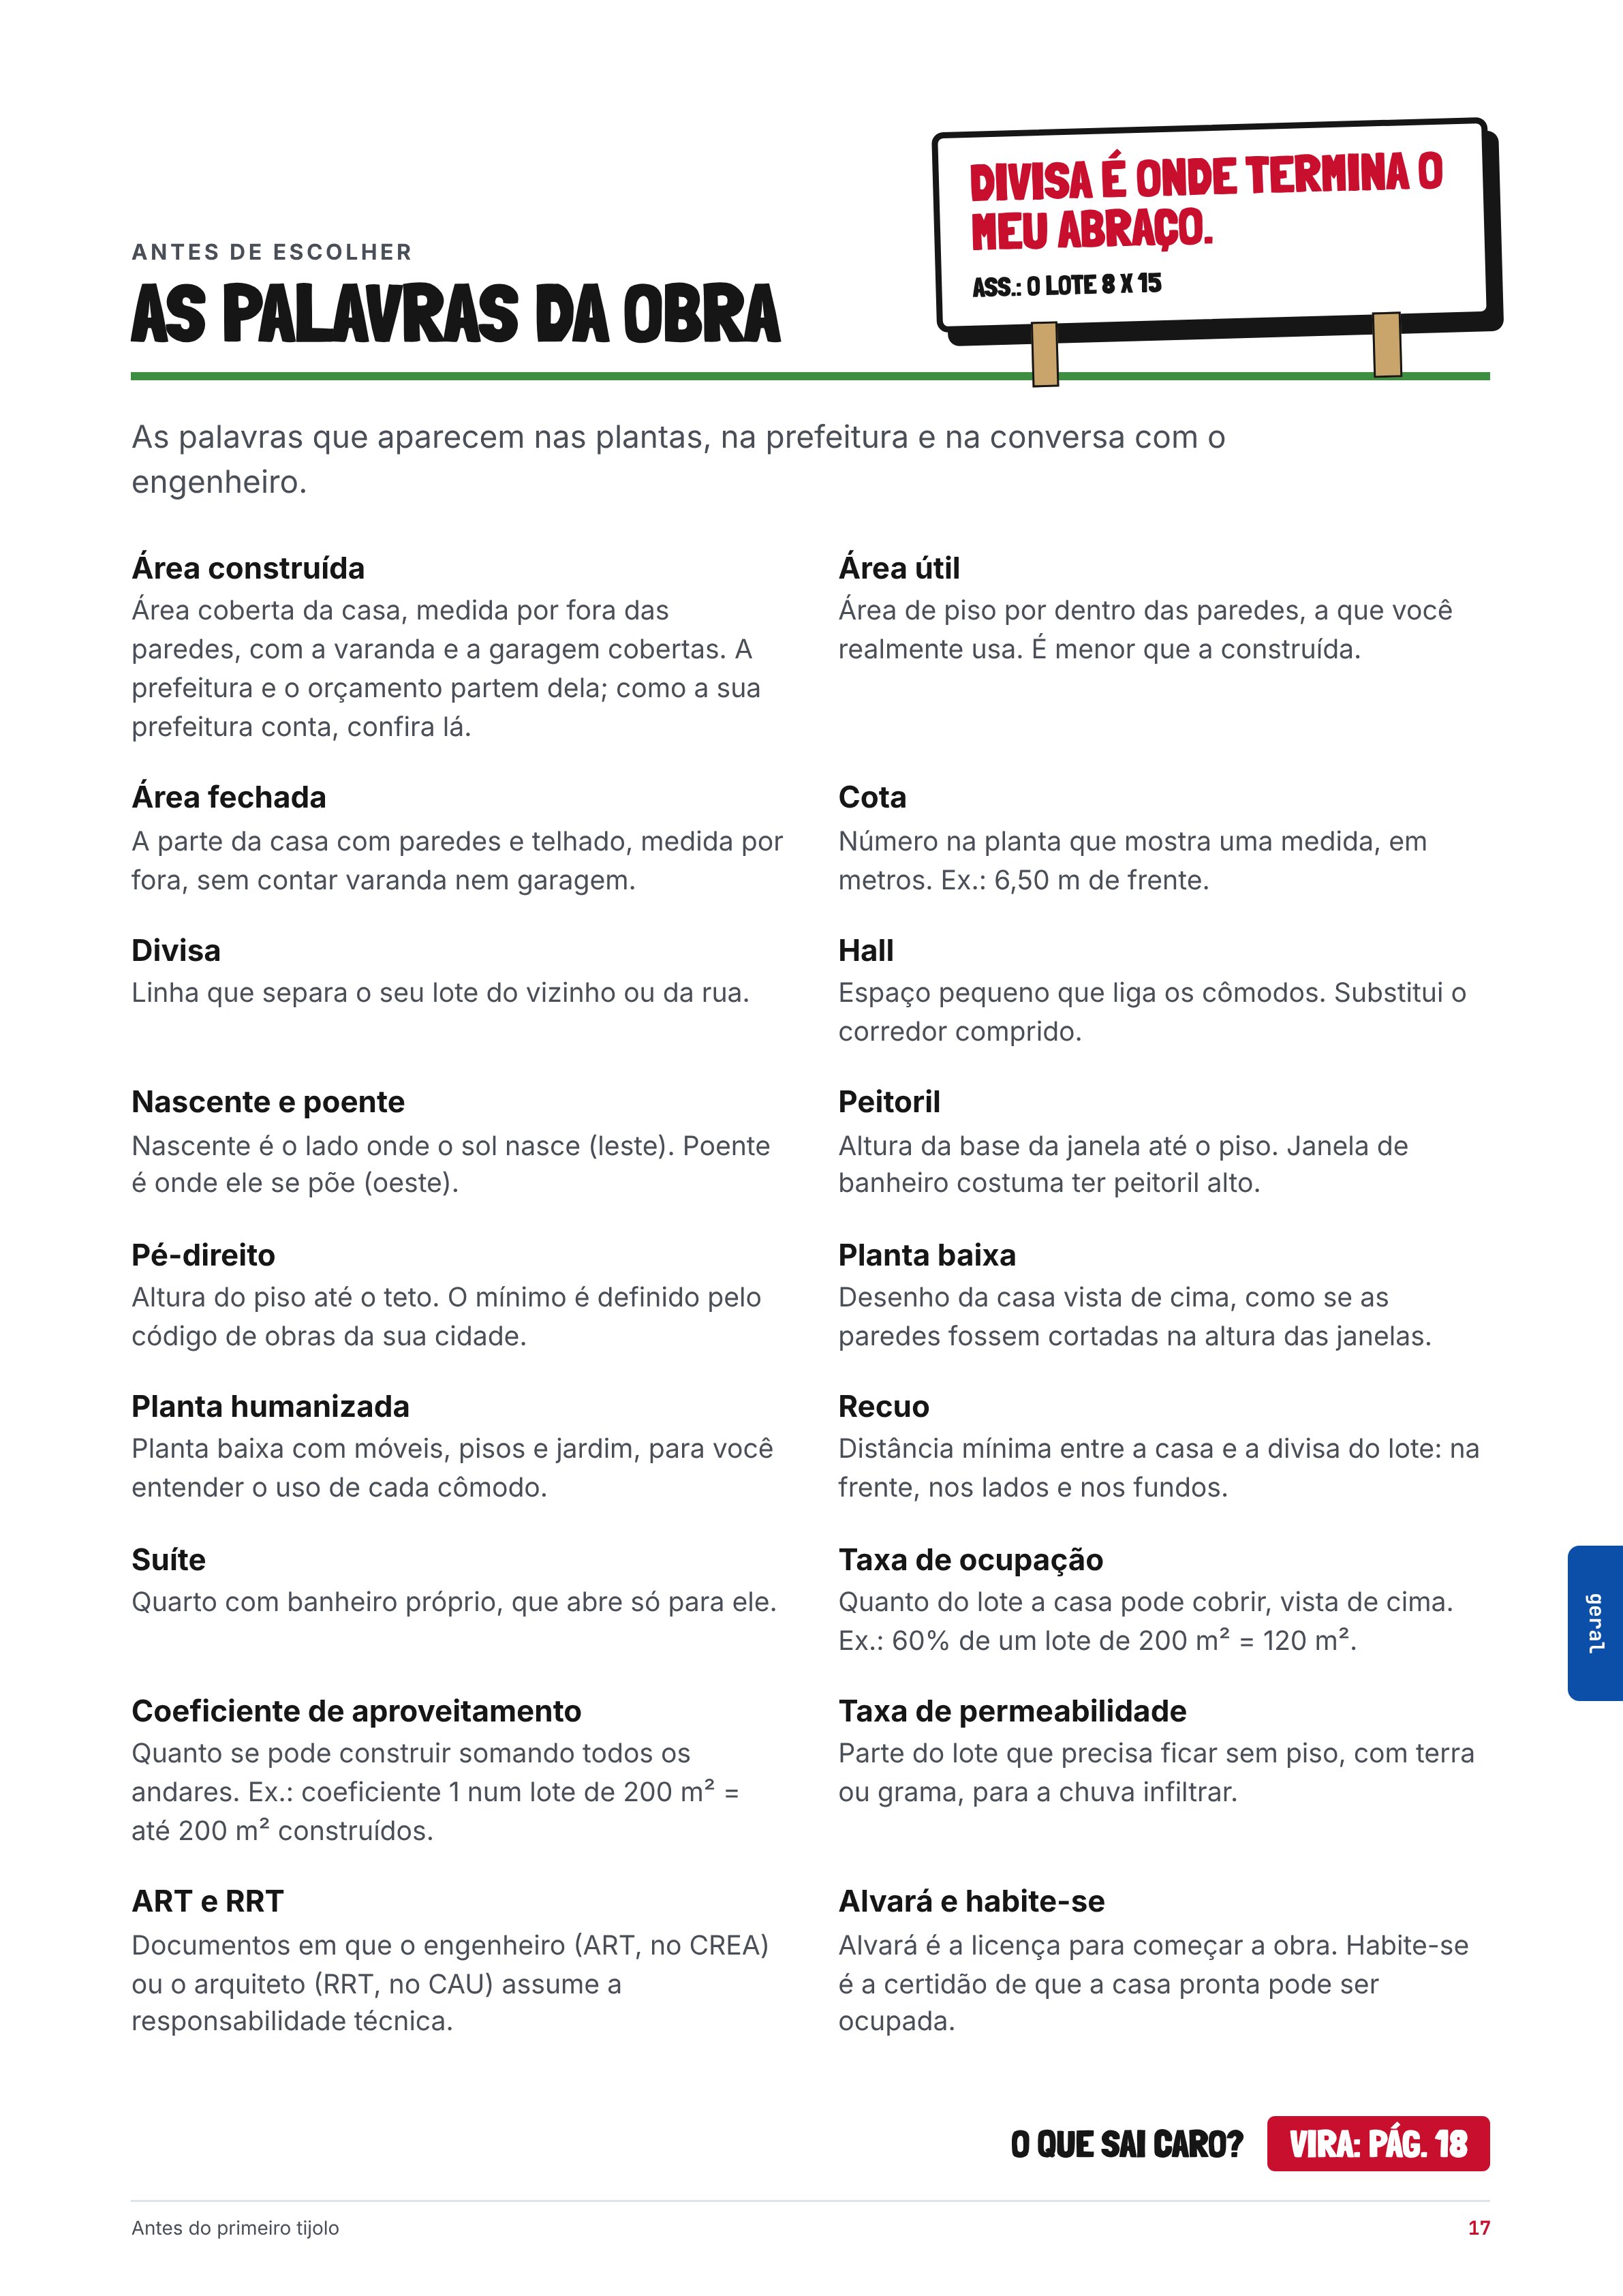 DIVISA É ONDE TERMINA O
MEU ABRAÇO.
ASS.: O LOTE 8 X 15
ANTES DE ESCOLHER
AS PALAVRAS DA OBRA
As palavras que aparecem nas plantas, na prefeitura e na conversa com o
engenheiro.
Área construída
Área coberta da casa, medida por fora das
paredes, com a varanda e a garagem cobertas. A
prefeitura e o orçamento partem dela; como a sua
prefeitura conta, confira lá.
Área útil
Área de piso por dentro das paredes, a que você
realmente usa. É menor que a construída.
Área fechada
A parte da casa com paredes e telhado, medida por
fora, sem contar varanda nem garagem.
Cota
Número na planta que mostra uma medida, em
metros. Ex.: 6,50 m de frente.
Divisa
Linha que separa o seu lote do vizinho ou da rua.
Hall
Espaço pequeno que liga os cômodos. Substitui o
corredor comprido.
Nascente e poente
Nascente é o lado onde o sol nasce (leste). Poente
é onde ele se põe (oeste).
Peitoril
Altura da base da janela até o piso. Janela de
banheiro costuma ter peitoril alto.
Pé-direito
Altura do piso até o teto. O mínimo é definido pelo
código de obras da sua cidade.
Planta baixa
Desenho da casa vista de cima, como se as
paredes fossem cortadas na altura das janelas.
Planta humanizada
Planta baixa com móveis, pisos e jardim, para você
entender o uso de cada cômodo.
Recuo
Distância mínima entre a casa e a divisa do lote: na
frente, nos lados e nos fundos.
Suíte
Quarto com banheiro próprio, que abre só para ele.
Taxa de ocupação
Quanto do lote a casa pode cobrir, vista de cima.
Ex.: 60% de um lote de 200 m² = 120 m².
geral
Coeficiente de aproveitamento
Quanto se pode construir somando todos os
andares. Ex.: coeficiente 1 num lote de 200 m² =
até 200 m² construídos.
Taxa de permeabilidade
Parte do lote que precisa ficar sem piso, com terra
ou grama, para a chuva infiltrar.
ART e RRT
Documentos em que o engenheiro (ART, no CREA)
ou o arquiteto (RRT, no CAU) assume a
responsabilidade técnica.
Alvará e habite-se
Alvará é a licença para começar a obra. Habite-se
é a certidão de que a casa pronta pode ser
ocupada.
O QUE SAI CARO?
VIRA: PÁG. 18
Antes do primeiro tijolo
17